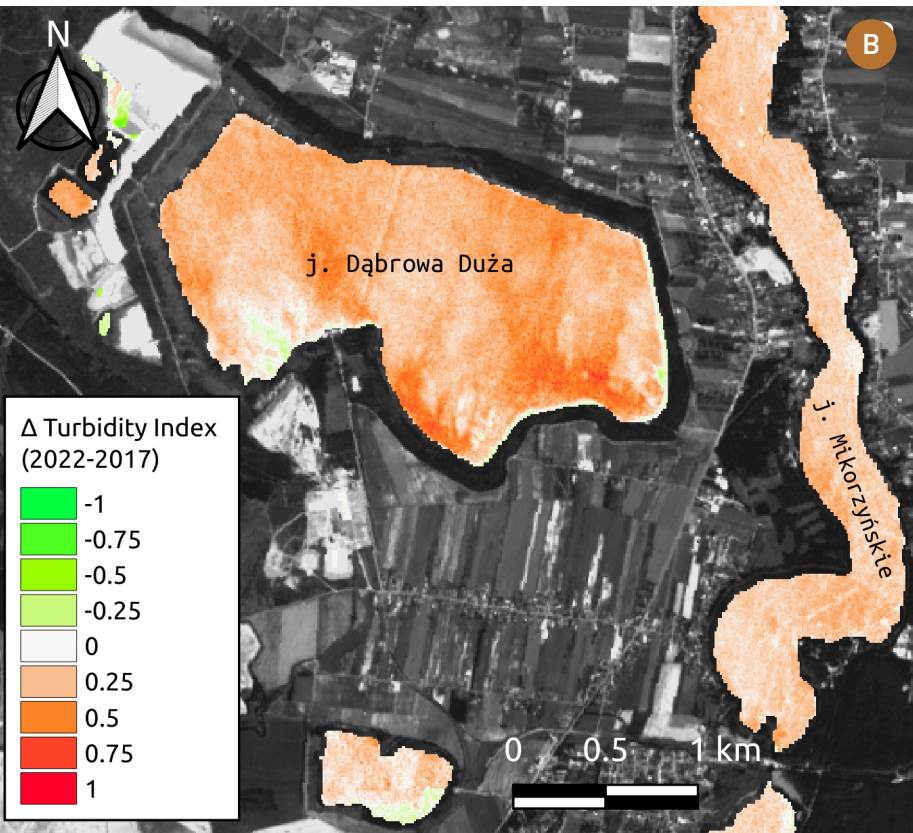 N
B
j. Dąbrowa Duża
j. Mikorzyńskie
Δ Turbidity Index
(2022-2017)
-1
-0.75
-0.5
-0.25
0
0.25
0.5
0.75
1
0 0.5 1 km